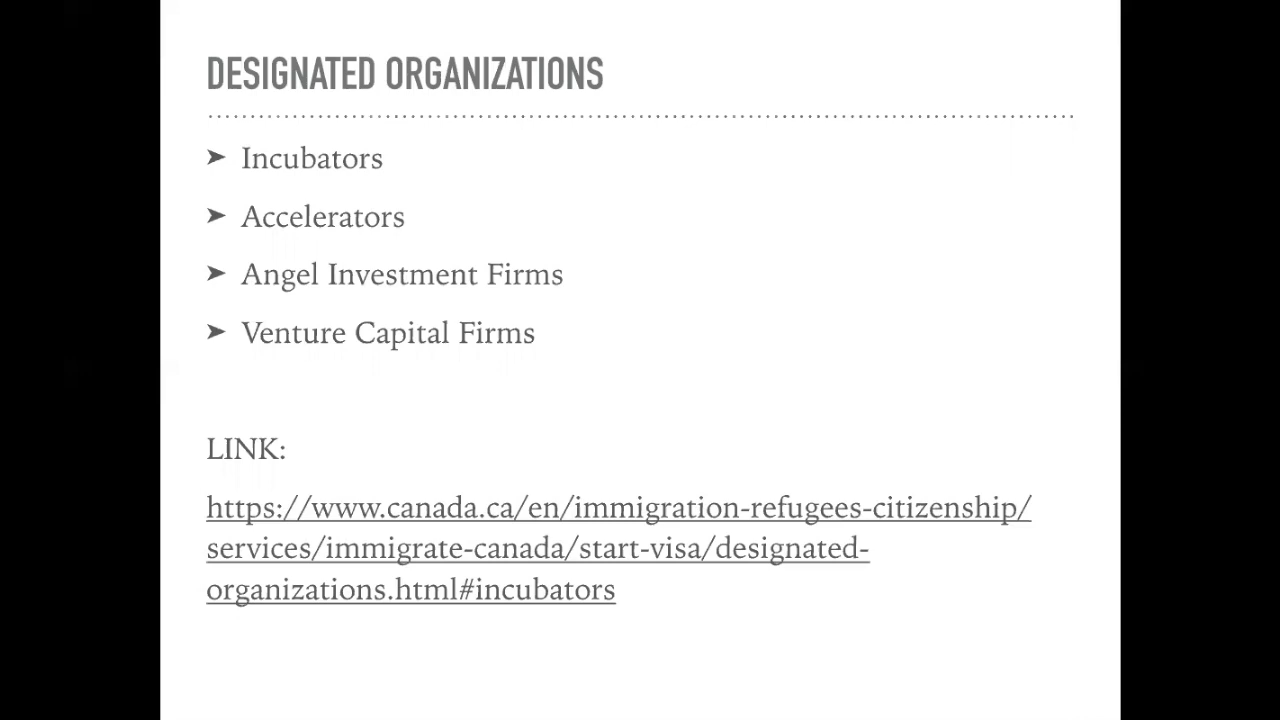 DESIGNATED ORGANIZATIONS
➤ Incubators
➤ Accelerators
➤ Angel Investment Firms
➤ Venture Capital Firms
LINK:
https://www.canada.ca/en/immigration-refugees-citizenship/
services/immigrate-canada/start-visa/designated-
organizations.html#incubators